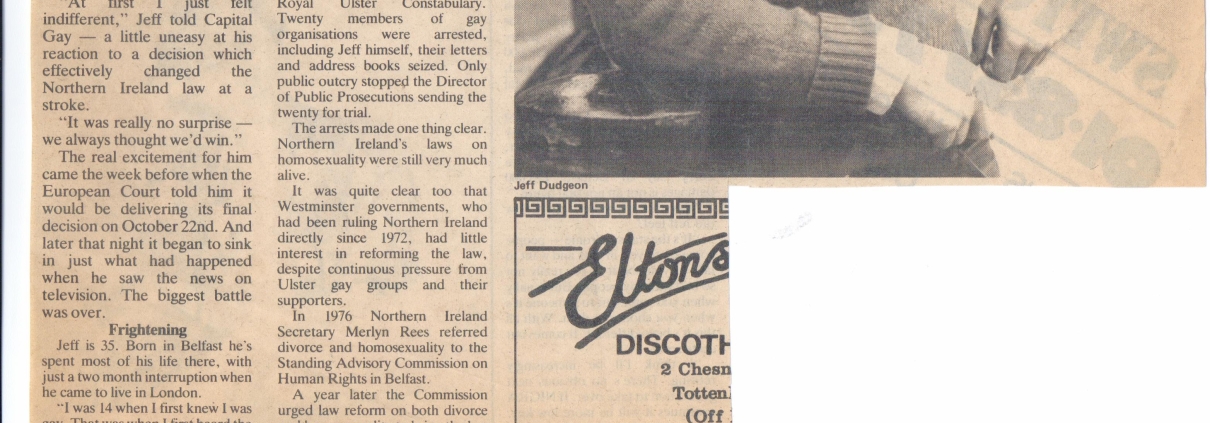 "At first I just felt
indifferent," Jeff told Capital
Gay — a little uneasy at his
reaction to a decision which
effectively changed the
Northern Ireland law at a
stroke.
"It was really no surprise —
we always thought we'd win."
The real excitement for him
came the week before when the
European Court told him it
would be delivering its final
decision on October 22nd. And
later that night it began to sink
in just what had happened
when he saw the news on
television. The biggest battle
was over.
Frightening
Jeff is 35. Born in Belfast he's
spent most of his life there, with
just a two month interruption when
he came to live in London.
"I was 14 when I first knew I was
gay. That was when I first heard the
Royal Ulster Constabulary.
Twenty members of gay
organisations were arrested,
including Jeff himself, their letters
and address books seized. Only
public outcry stopped the Director
of Public Prosecutions sending the
twenty for trial.
The arrests made one thing clear.
Northern Ireland's laws on
homosexuality were still very much
alive.
It was quite clear too that
Westminster governments, who
had been ruling Northern Ireland
directly since 1972, had little
interest in reforming the law,
despite continuous pressure from
Ulster gay groups and their
supporters.
In 1976 Northern Ireland
Secretary Merlyn Rees referred
divorce and homosexuality to the
Standing Advisory Commission on
Human Rights in Belfast.
A year later the Commission
urged law reform on both divorce
Jeff Dudgeon
Eltons
DISCOTH
2 Chesn
Totten
(Off